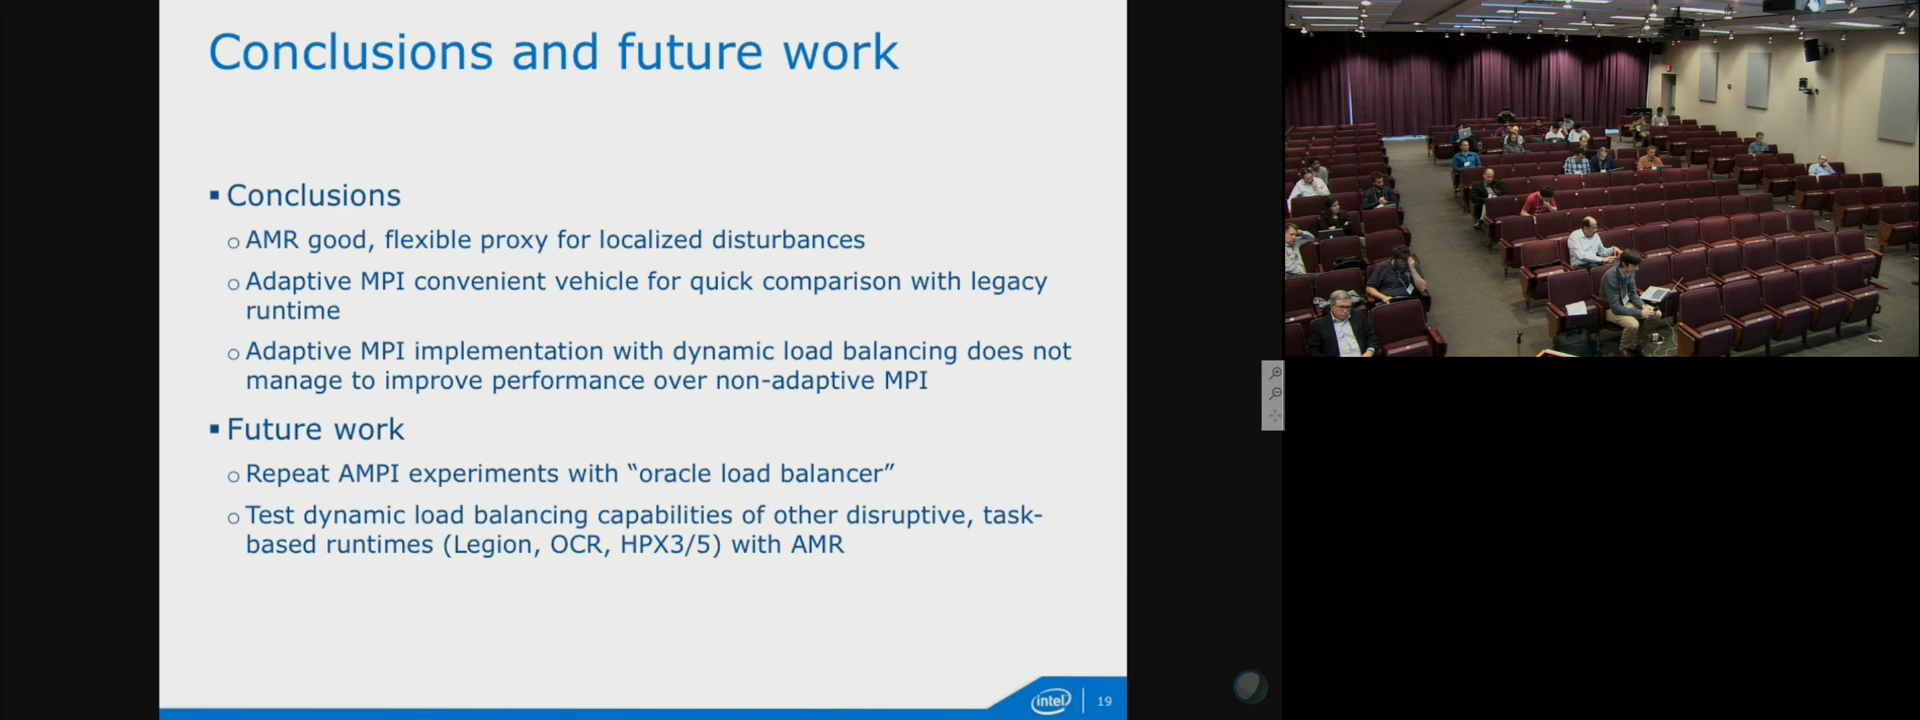 Conclusions and future work
▪ Conclusions
o AMR good, flexible proxy for localized disturbances
o Adaptive MPI convenient vehicle for quick comparison with legacy
runtime
o Adaptive MPI implementation with dynamic load balancing does not
manage to improve performance over non-adaptive MPI
▪ Future work
o Repeat AMPI experiments with “oracle load balancer”
o Test dynamic load balancing capabilities of other disruptive, task-
based runtimes (Legion, OCR, HPX3/5) with AMR
intel 19